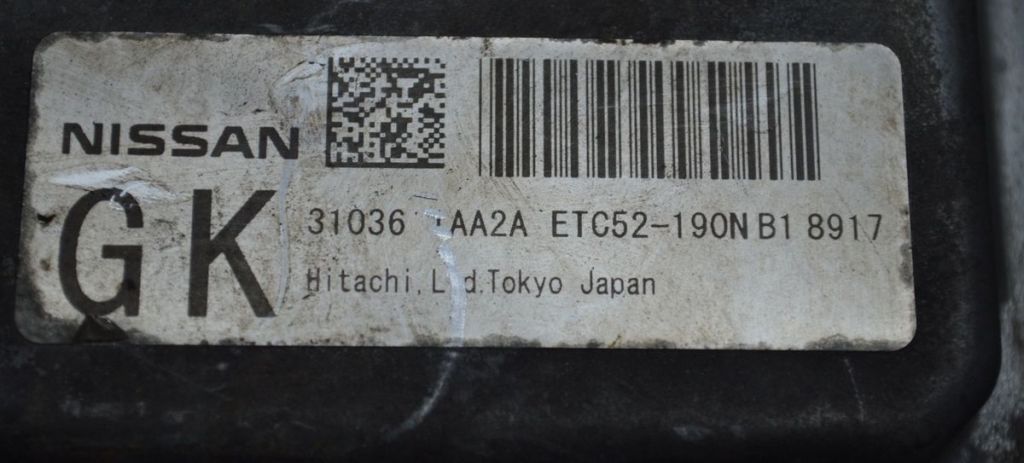 NISSAN
GK
31036 AA2A ETC52-190N B1 8917
Hitachi, Ltd. Tokyo Japan